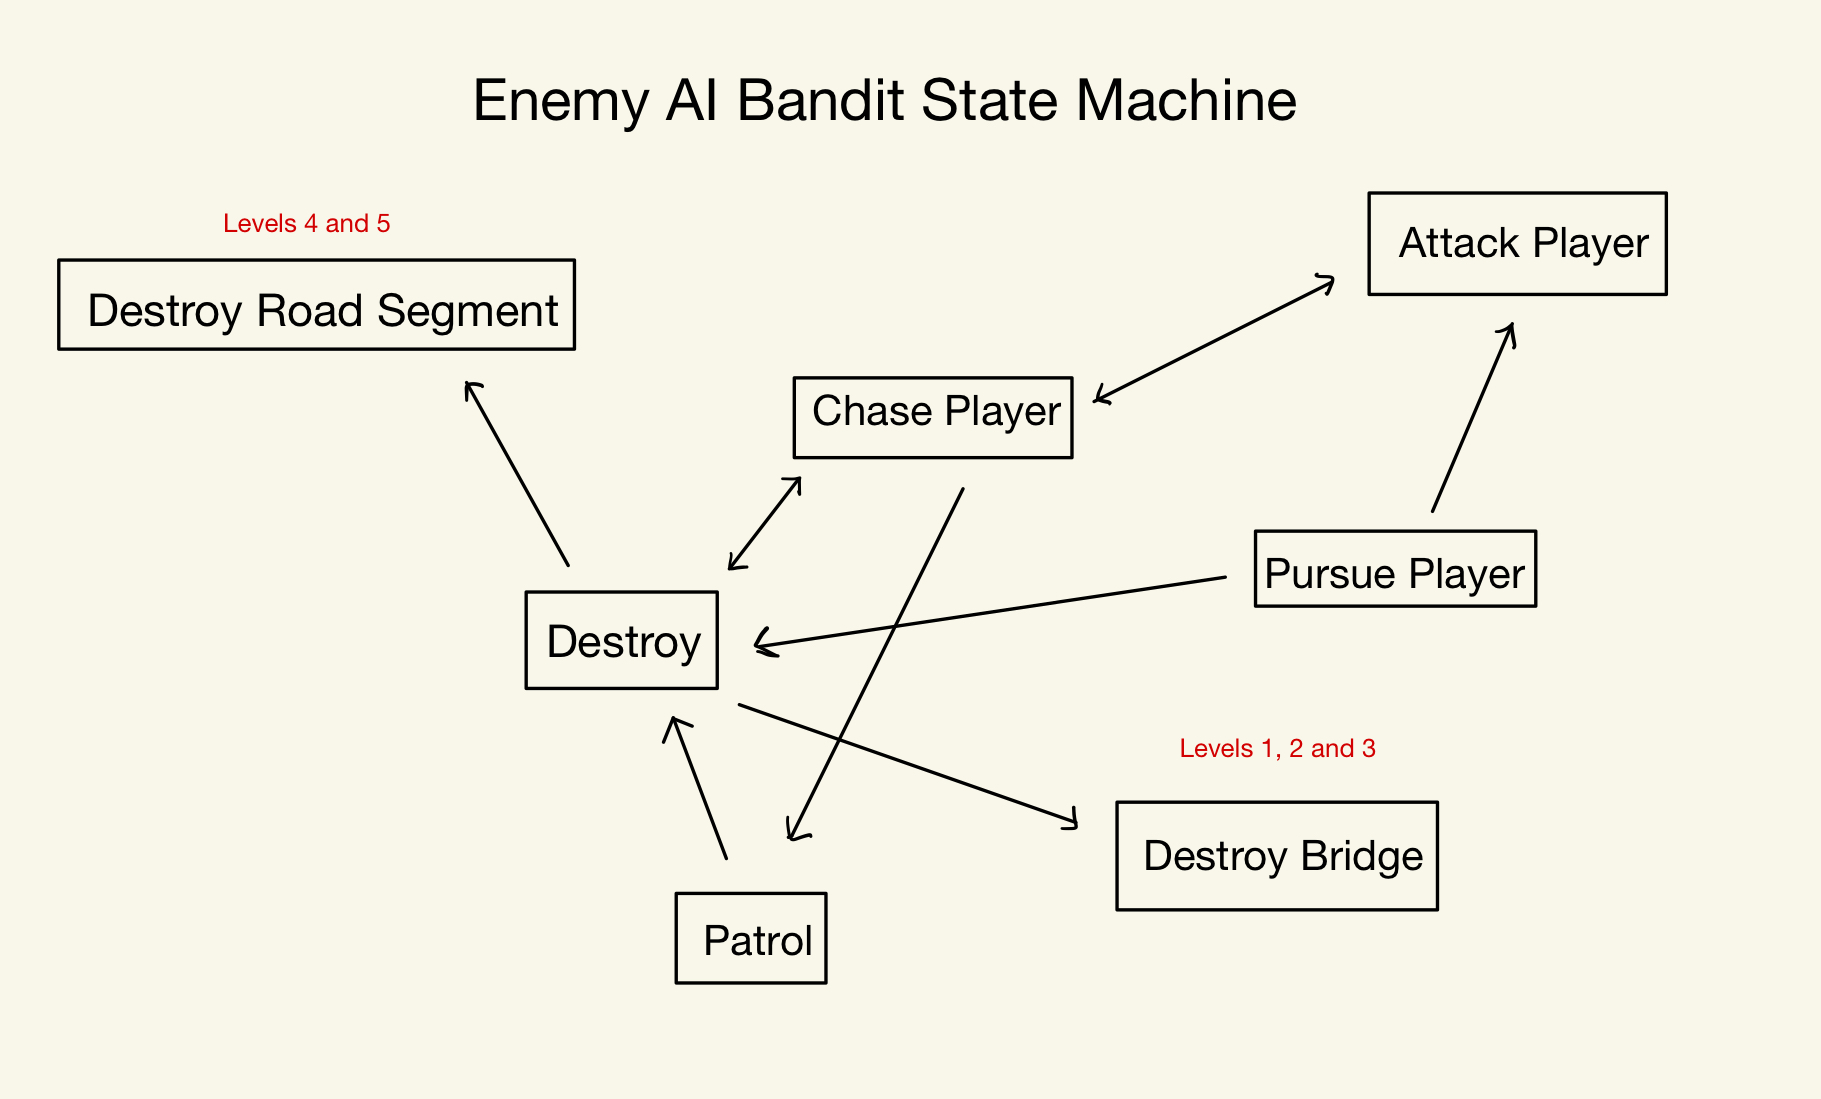 Enemy AI Bandit State Machine
Levels 4 and 5
Destroy Road Segment
Attack Player
Chase Player
Pursue Player
Destroy
Levels 1, 2 and 3
Destroy Bridge
Patrol